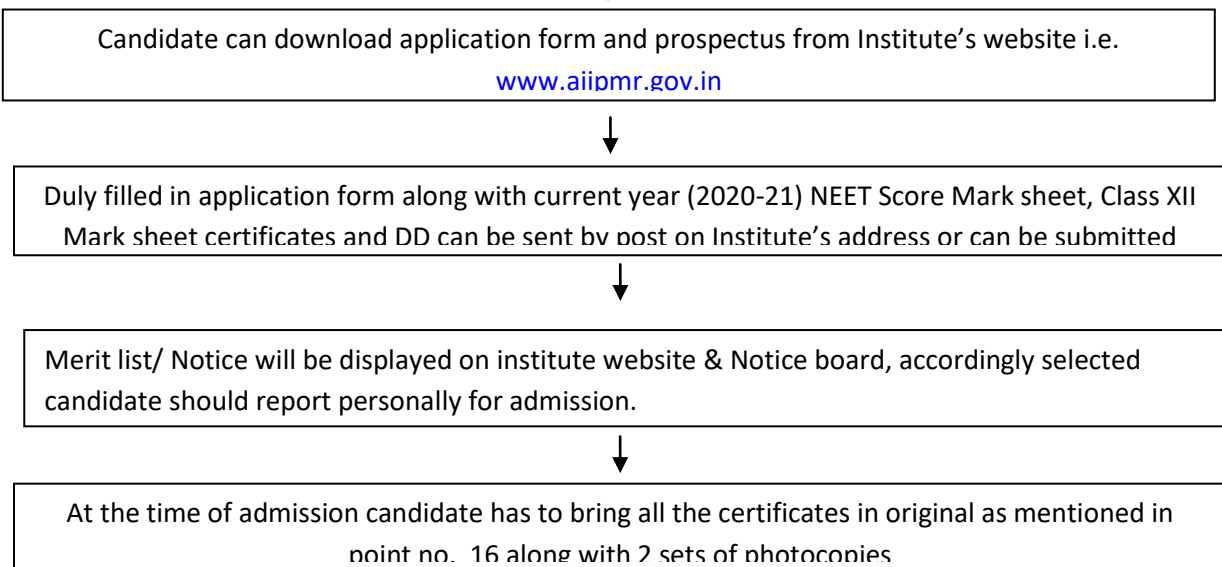 Candidate can download application form and prospectus from Institute’s website i.e.
www.aiipmr.gov.in
Duly filled in application form along with current year (2020-21) NEET Score Mark sheet, Class XII
Mark sheet certificates and DD can be sent by post on Institute’s address or can be submitted
Merit list/ Notice will be displayed on institute website & Notice board, accordingly selected
candidate should report personally for admission.
At the time of admission candidate has to bring all the certificates in original as mentioned in
point no. 16 along with 2 sets of photocopies